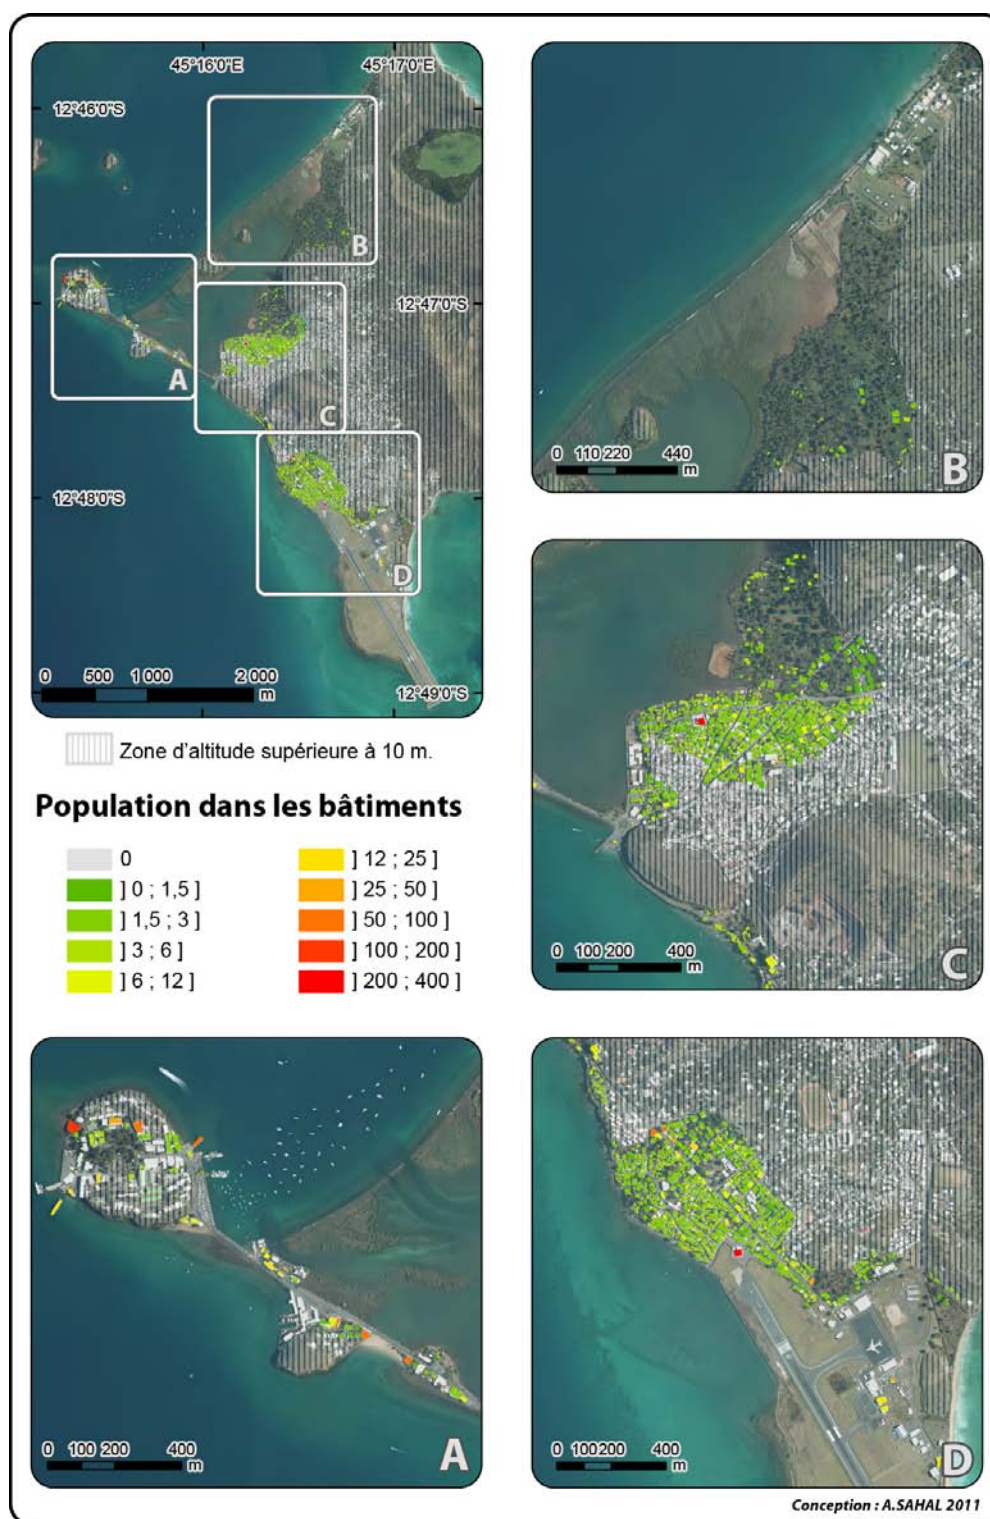 45°16'0"E
45°17'0"E
12°46'0"S
B
12°47'0"S
A
C
12°48'0"S
D
12°49'0"S
0 500 1 000 2 000
m
Zone d'altitude supérieure à 10 m.
Population dans les bâtiments
0
] 0 ; 1,5 ]
] 1,5 ; 3 ]
] 3 ; 6 ]
] 6 ; 12 ]
] 12 ; 25 ]
] 25 ; 50 ]
] 50 ; 100 ]
] 100 ; 200 ]
] 200 ; 400 ]
0 100 200 400
m
A
0 110 220 440
m
B
0 100 200 400
m
C
0 100200 400
m
D
Conception : A.SAHAL 2011